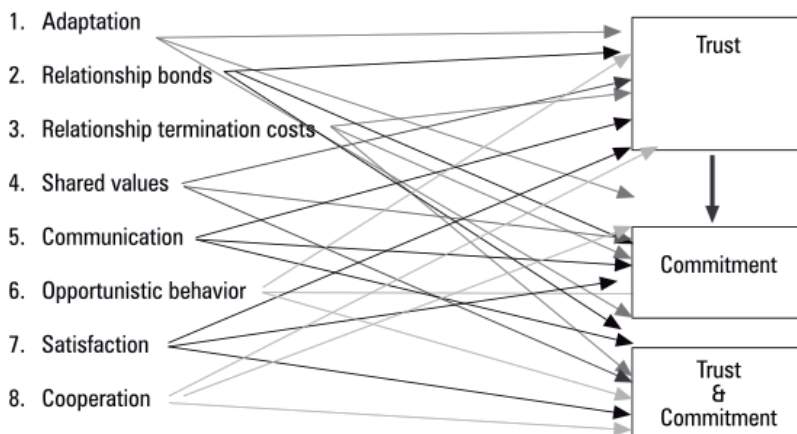 1. Adaptation
2. Relationship bonds
3. Relationship termination costs
4. Shared values
5. Communication
6. Opportunistic behavior
7. Satisfaction
8. Cooperation
Trust
Commitment
Trust
&
Commitment